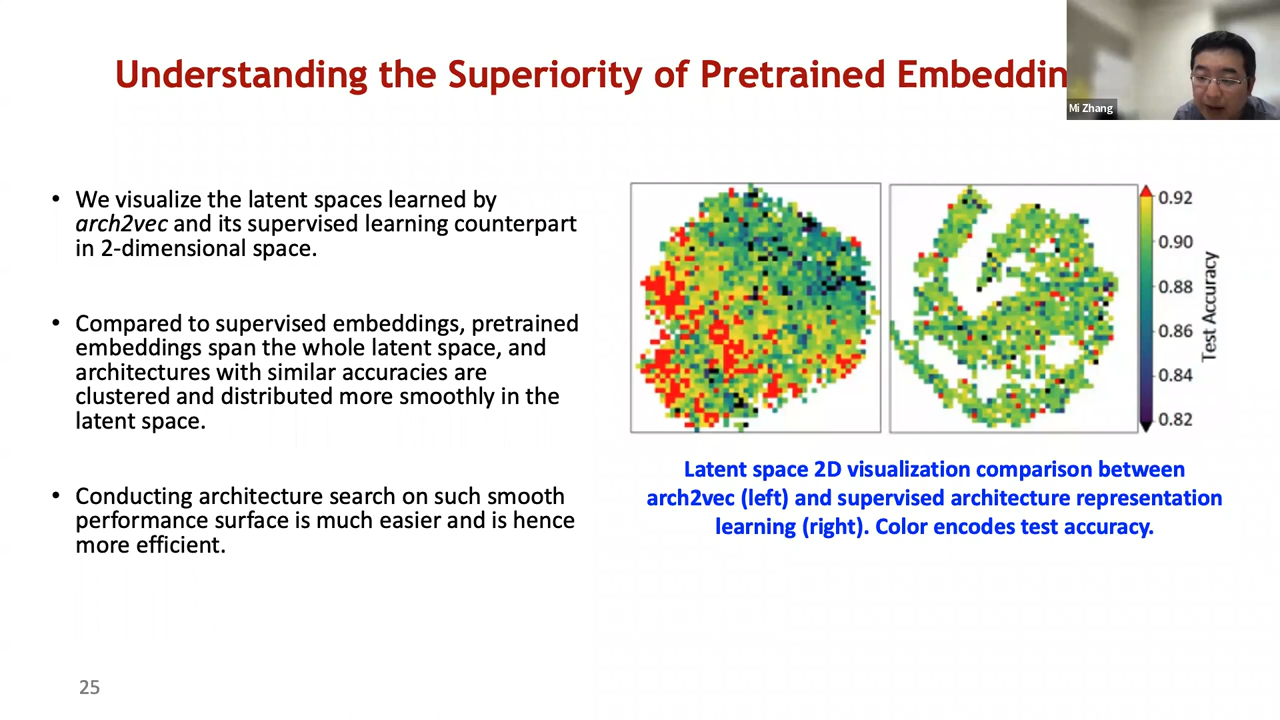 Understanding the Superiority of Pretrained Embeddin
Mi Zhang
• We visualize the latent spaces learned by
arch2vec and its supervised learning counterpart
in 2-dimensional space.
• Compared to supervised embeddings, pretrained
embeddings span the whole latent space, and
architectures with similar accuracies are
clustered and distributed more smoothly in the
latent space.
• Conducting architecture search on such smooth
performance surface is much easier and is hence
more efficient.
0.92
0.90
0.88
0.86
0.84
0.82
Test Accuracy
Latent space 2D visualization comparison between
arch2vec (left) and supervised architecture representation
learning (right). Color encodes test accuracy.
25